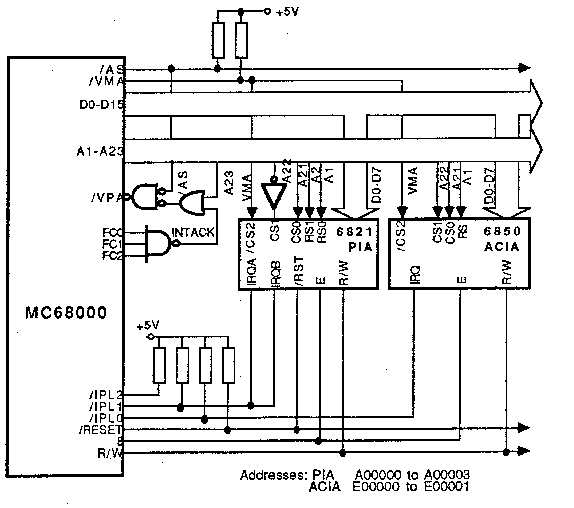 +5V
/AS
/VMA
D0-D15
A1-A23
/VPA
/AS
A23
VMA
A22
A21
A2
A1
D0-D7
VMA
A22
A21
A1
D0-D7
FC0
FC1
FC2
INTACK
/CS2
CS1
CS0
RS1
RS0
6821
PIA
IRQA
IRQB
/RST
E
R/W
/CS2
CS1
CS0
RS
6850
ACIA
IRQ
E
R/W
MC68000
+5V
/IPL2
/IPL1
/IPL0
/RESET
E
R/W
Addresses: PIA A00000 to A00003
ACIA E00000 to E00001